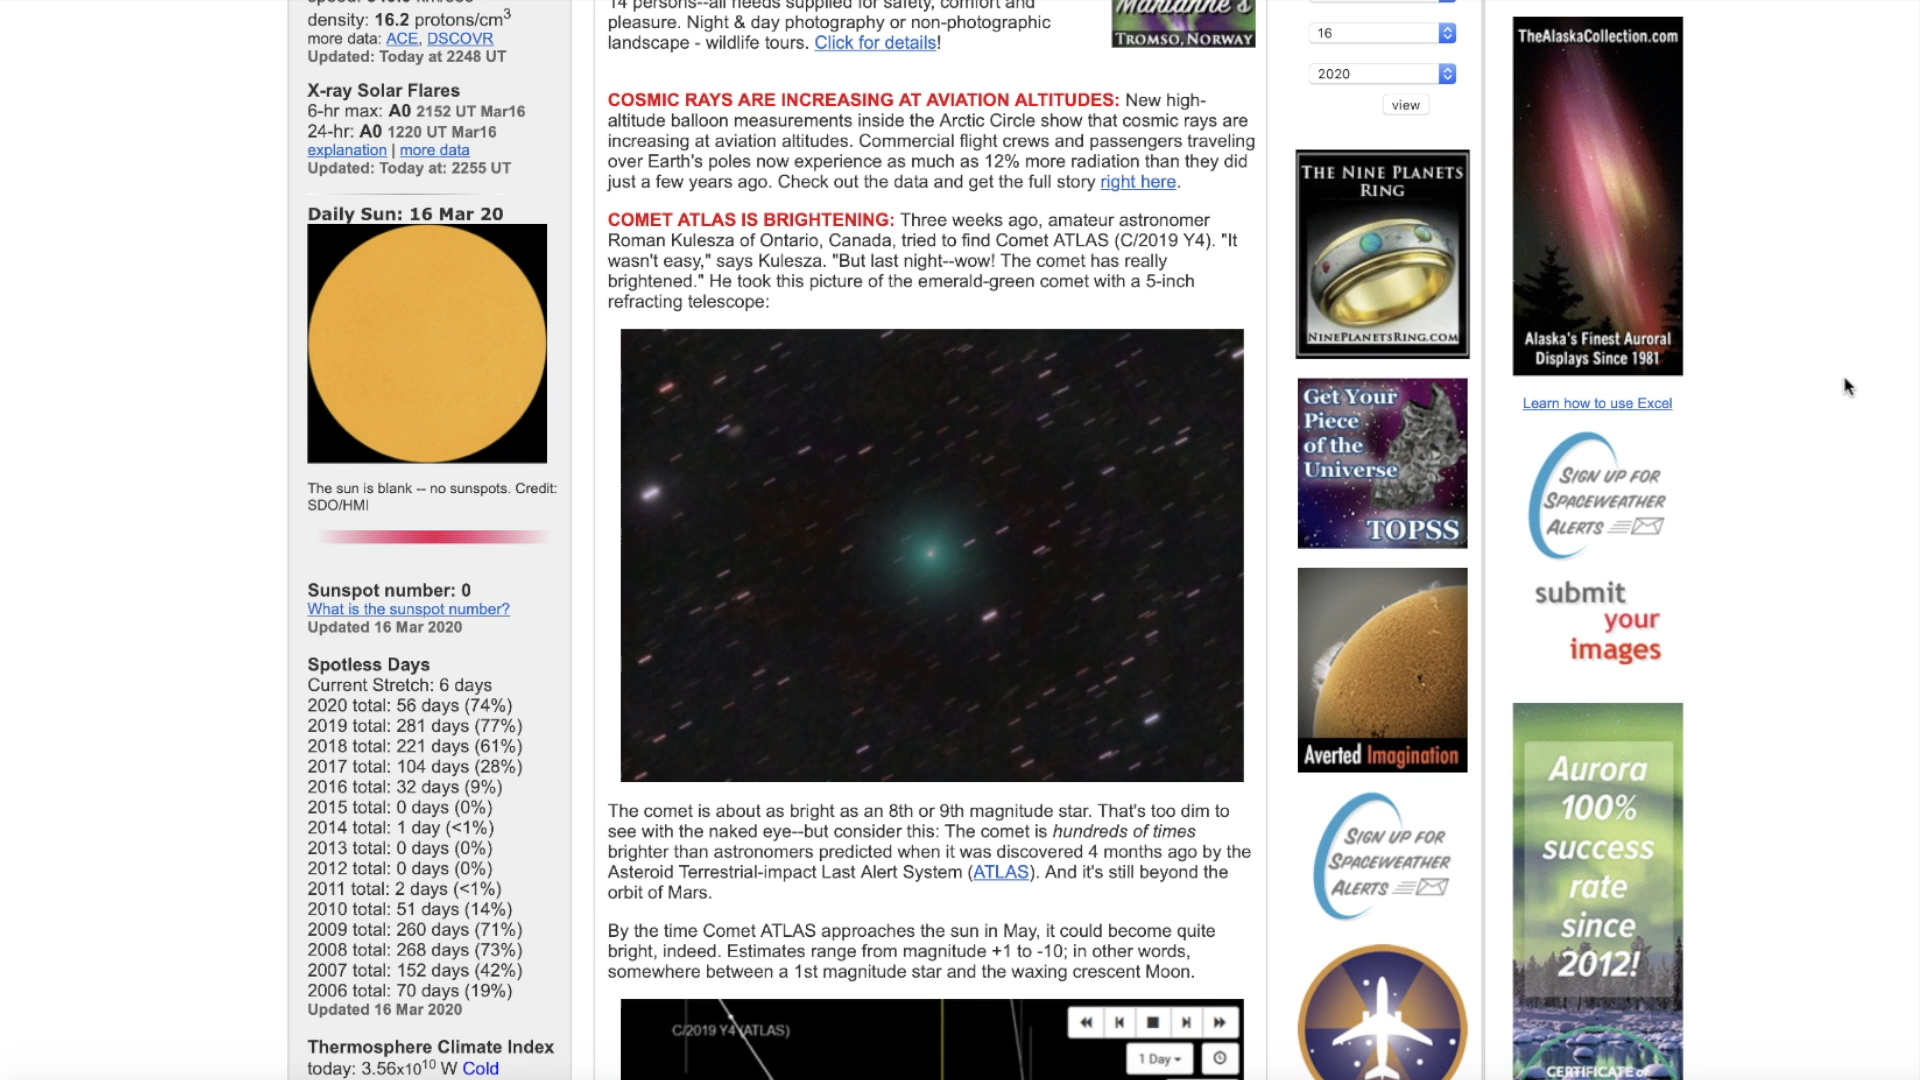 density: 16.2 protons/cm3
more data: ACE, DSCOVR
Updated: Today at 2248 UT
X-ray Solar Flares
6-hr max: A0 2152 UT Mar16
24-hr: A0 1220 UT Mar16
explanation | more data
Updated: Today at: 2255 UT
Daily Sun: 16 Mar 20
The sun is blank -- no sunspots. Credit:
SDO/HMI
Sunspot number: 0
What is the sunspot number?
Updated 16 Mar 2020
Spotless Days
Current Stretch: 6 days
2020 total: 56 days (74%)
2019 total: 281 days (77%)
2018 total: 221 days (61%)
2017 total: 104 days (28%)
2016 total: 32 days (9%)
2015 total: 0 days (0%)
2014 total: 1 day (<1%)
2013 total: 0 days (0%)
2012 total: 0 days (0%)
2011 total: 2 days (<1%)
2010 total: 51 days (14%)
2009 total: 260 days (71%)
2008 total: 268 days (73%)
2007 total: 152 days (42%)
2006 total: 70 days (19%)
Updated 16 Mar 2020
Thermosphere Climate Index
today: 3.56x10^10 W Cold
14 persons--all needs supplied for safety, comfort and
pleasure. Night & day photography or non-photographic
landscape - wildlife tours. Click for details!
Marianne's
TROMSO, NORWAY
COSMIC RAYS ARE INCREASING AT AVIATION ALTITUDES: New high-
altitude balloon measurements inside the Arctic Circle show that cosmic rays are
increasing at aviation altitudes. Commercial flight crews and passengers traveling
over Earth's poles now experience as much as 12% more radiation than they did
just a few years ago. Check out the data and get the full story right here.
COMET ATLAS IS BRIGHTENING: Three weeks ago, amateur astronomer
Roman Kulesza of Ontario, Canada, tried to find Comet ATLAS (C/2019 Y4). "It
wasn't easy," says Kulesza. "But last night--wow! The comet has really
brightened." He took this picture of the emerald-green comet with a 5-inch
refracting telescope:
The comet is about as bright as an 8th or 9th magnitude star. That's too dim to
see with the naked eye--but consider this: The comet is hundreds of times
brighter than astronomers predicted when it was discovered 4 months ago by the
Asteroid Terrestrial-impact Last Alert System (ATLAS). And it's still beyond the
orbit of Mars.
By the time Comet ATLAS approaches the sun in May, it could become quite
bright, indeed. Estimates range from magnitude +1 to -10; in other words,
somewhere between a 1st magnitude star and the waxing crescent Moon.
C/2019 Y4 (ATLAS)
1 Day
16
2020
view
THE NINE PLANETS
RING
NINEPLANETSRING.COM
Get Your
Piece
of the
Universe
TOPSS
Averted Imagination
SIGN UP FOR
SPACEWEATHER
ALERTS
TheAlaskaCollection.com
Alaska's Finest Auroral
Displays Since 1981
Learn how to use Excel
SIGN UP FOR
SPACEWEATHER
ALERTS
submit
your
images
Aurora
100%
success
rate
since
2012!
CERTIFICATE of